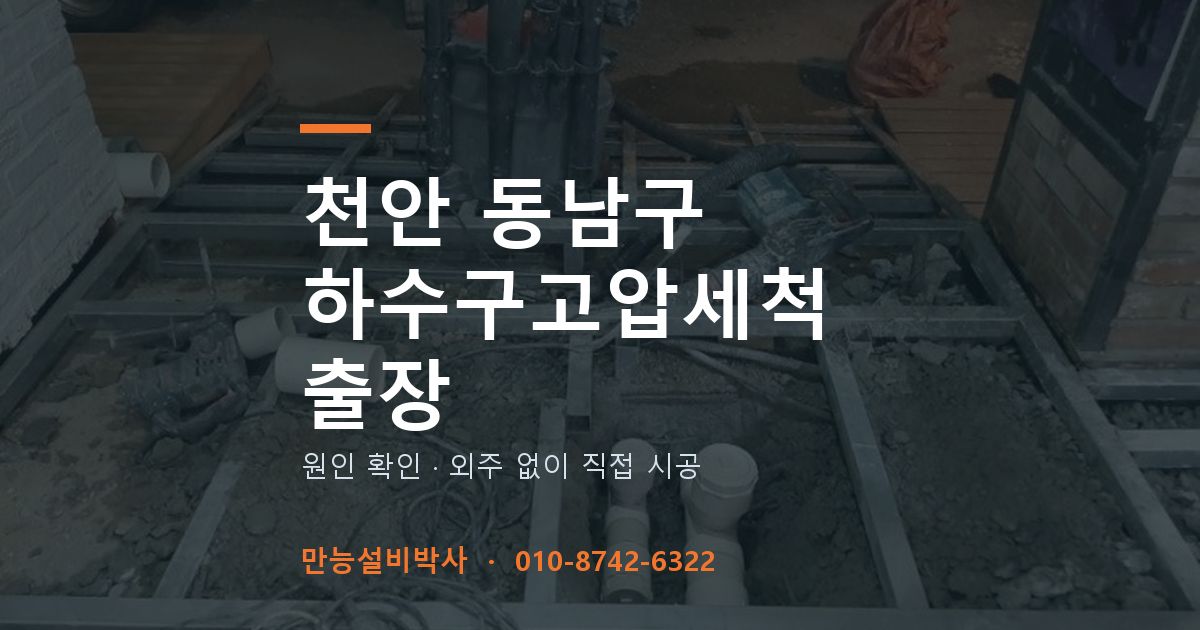 천안 동남구
하수구고압세척
출장
원인 확인 · 외주 없이 직접 시공
만능설비박사 · 010-8742-6322